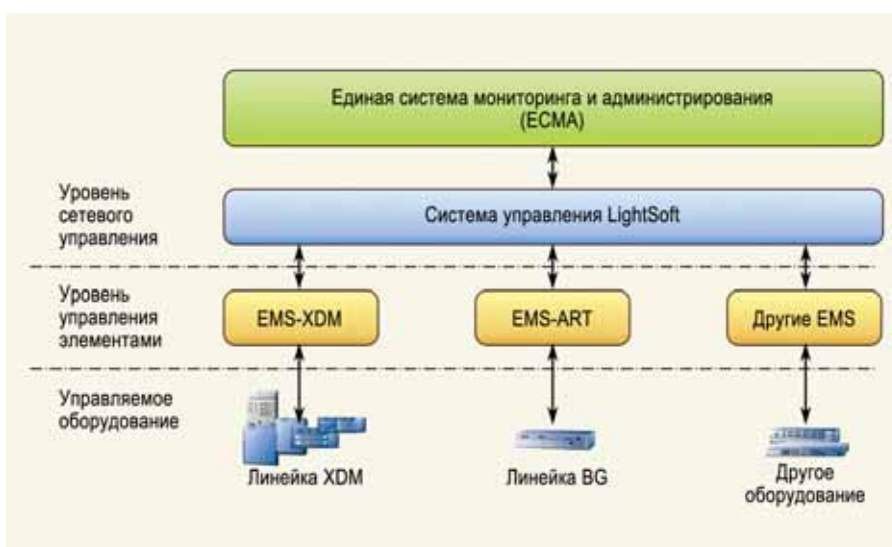 Единая система мониторинга и администрирования
(ЕСМА)
Уровень
сетевого
управления
Система управления LightSoft
Уровень
управления
элементами
EMS-XDM
EMS-ART
Другие EMS
Управляемое
оборудование
Линейка XDM
Линейка BG
Другое
оборудование